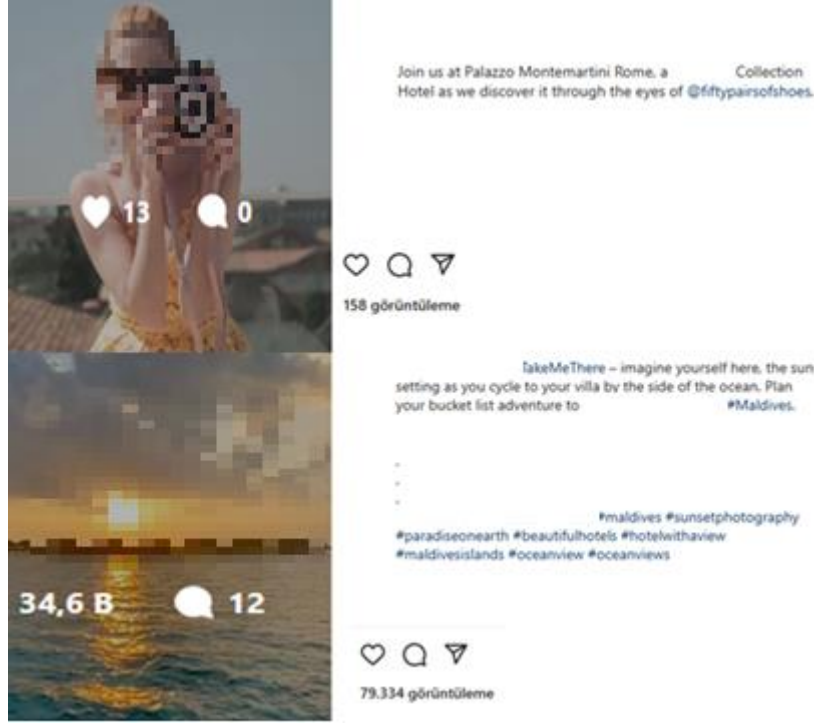 Join us at Palazzo Montemartini Rome, a Collection
Hotel as we discover it through the eyes of @fiftypairsofshoes.
13 0
158 görüntüleme
TakeMeThere – imagine yourself here, the sun
setting as you cycle to your villa by the side of the ocean. Plan
your bucket list adventure to #Maldives.
.
.
.
#maldives #sunsetphotography
#paradiseonearth #beautifulhotels #hotelwithaview
#maldivesislands #oceanview #oceanviews
34,6 B 12
79.334 görüntüleme